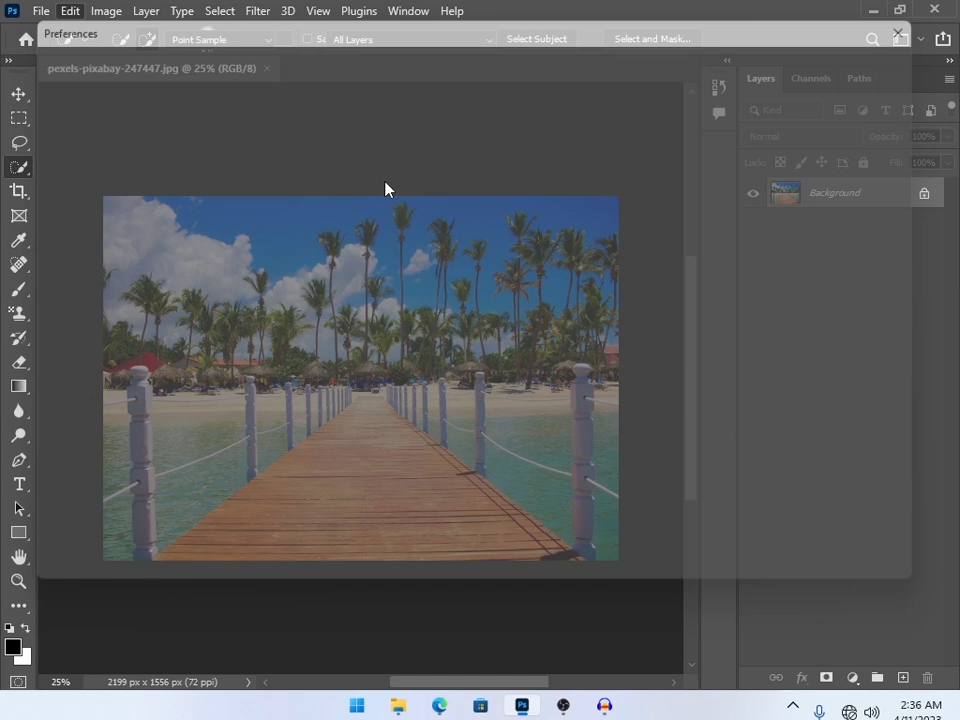 Ps File Edit Image Layer Type Select Filter 3D View Plugins Window Help
Preferences
Point Sample All Layers Select Subject Select and Mask...
pexels-pixabay-247447.jpg @ 25% (RGB/8)
Layers Channels Paths
Kind
Normal Opacity: 100%
Lock: Fill: 100%
Background
25% 2199 px x 1556 px (72 ppi)
Ps
2:36 AM